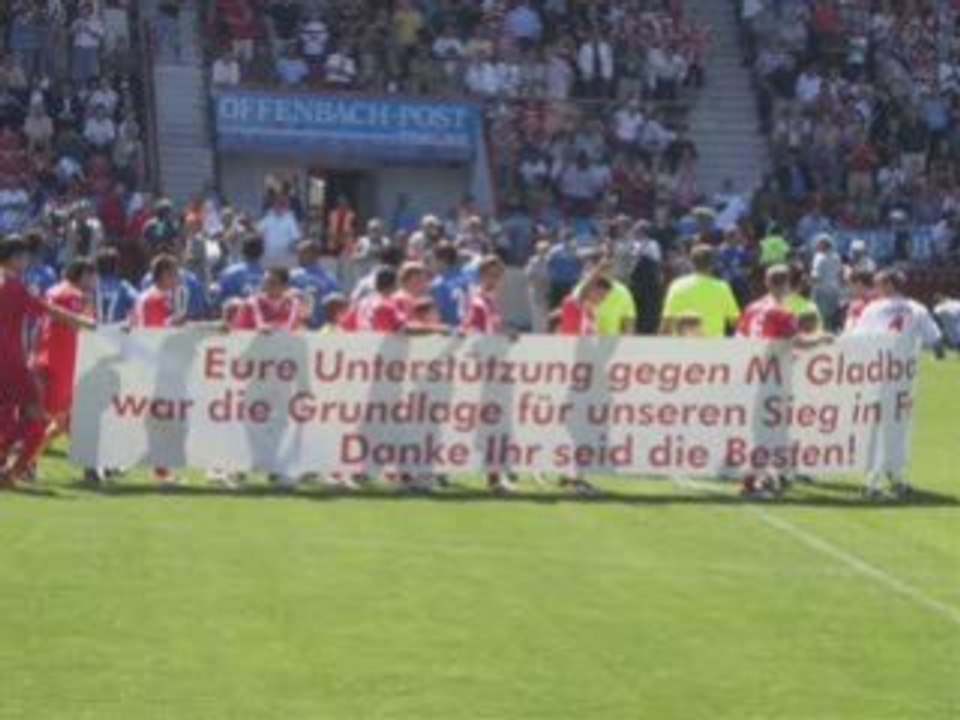 OFFENBACH-POST
Eure Unterstützung gegen M Gladba
war die Grundlage für unseren Sieg in F
Danke Ihr seid die Besten!